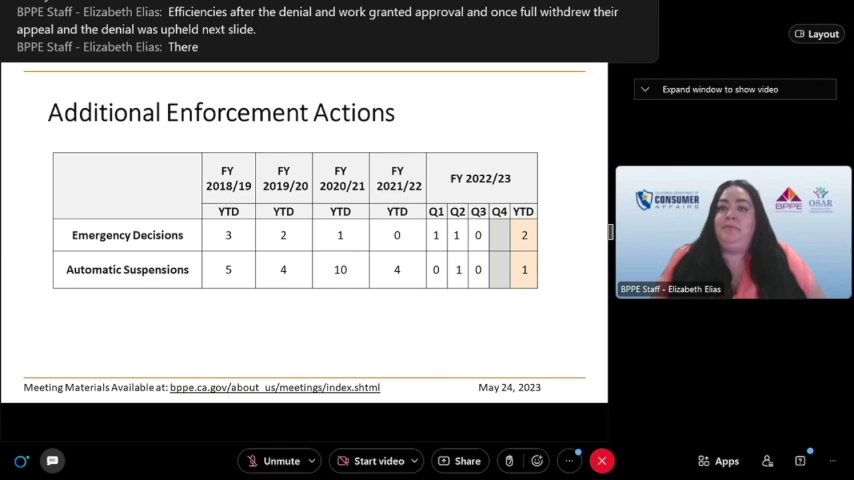 BPPE Staff - Elizabeth Elias: Efficiencies after the denial and work granted approval and once full withdrew their
appeal and the denial was upheld next slide.
BPPE Staff - Elizabeth Elias: There
Layout
Expand window to show video
Additional Enforcement Actions
FY 2018/19 FY 2019/20 FY 2020/21 FY 2021/22 FY 2022/23
YTD YTD YTD YTD Q1 Q2 Q3 Q4 YTD
Emergency Decisions 3 2 1 0 1 1 0 2
Automatic Suspensions 5 4 10 4 0 1 0 1
CONSUMER
AFFAIRS
BPPE
OSAR
BPPE Staff - Elizabeth Elias
Meeting Materials Available at: bppe.ca.gov/about_us/meetings/index.shtml May 24, 2023
Unmute
Start video
Share
Apps